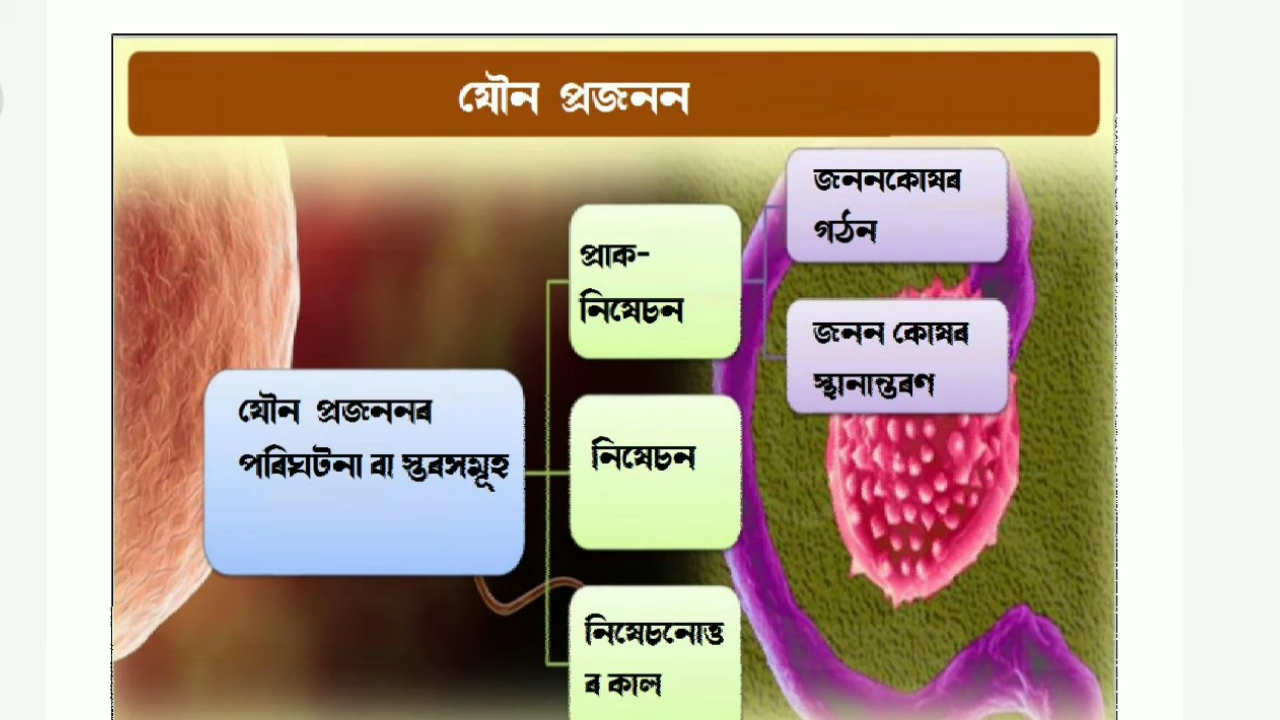 যৌন প্ৰজনন
জননকোষৰ
গঠন
প্ৰাক-
নিষেচন
জনন কোষৰ
স্থানান্তৰণ
যৌন প্ৰজননৰ
পৰিঘটনা বা স্তৰসমূহ
নিষেচন
নিষেচনোত্ত
ৰ কাল